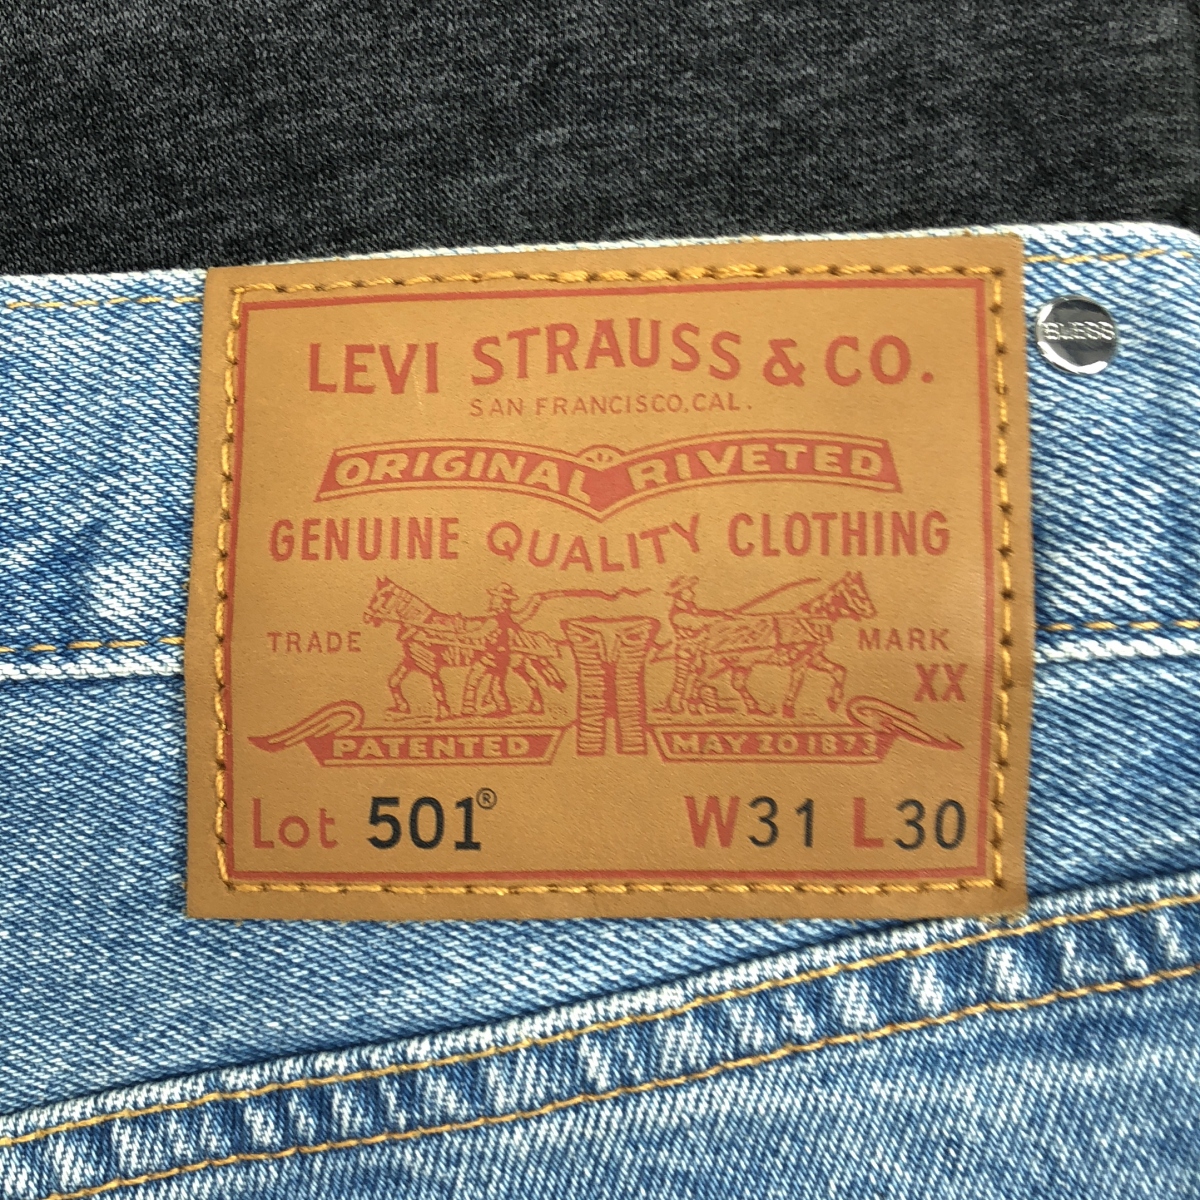 LEVI STRAUSS & CO.
SAN FRANCISCO, CAL.
ORIGINAL RIVETED
GENUINE QUALITY CLOTHING
TRADE MARK
XX
PATENTED MAY 20 1873
Lot 501® W31 L30
BLESS